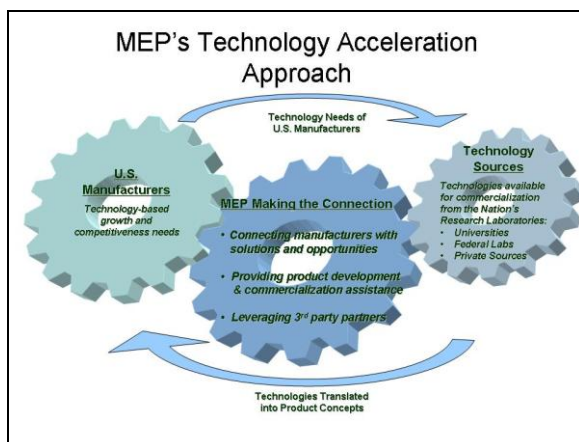 MEP's Technology Acceleration
Approach
Technology Needs of
U.S. Manufacturers
U.S.
Manufacturers
Technology-based
growth and
competitiveness needs
MEP Making the Connection
• Connecting manufacturers with
solutions and opportunities
• Providing product development
& commercialization assistance
• Leveraging 3rd party partners
Technology
Sources
Technologies available
for commercialization
from the Nation's
Research Laboratories:
• Universities
• Federal Labs
• Private Sources
Technologies Translated
into Product Concepts